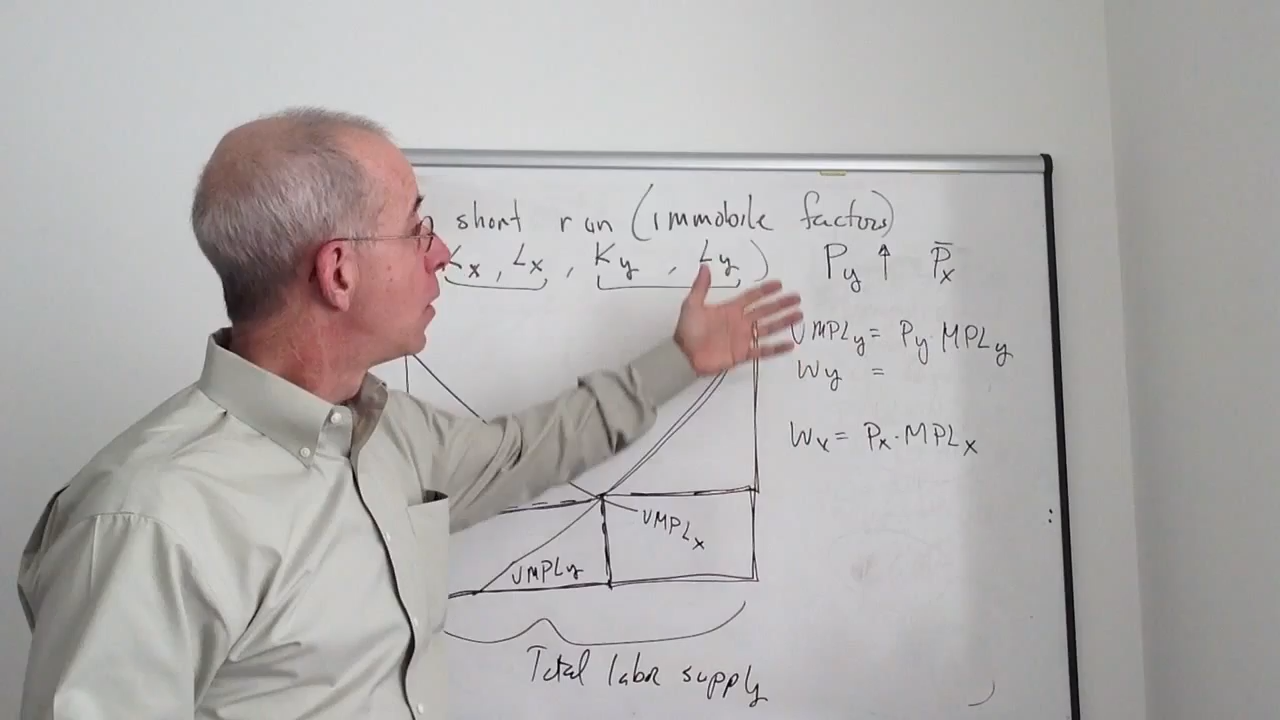 short run (immobile factors)
Kx, Lx, Ky, Ly)
Py ↑ P̄x
VMPLy = Py·MPLy
Wy =
Wx = Px·MPLx
VMPLx
VMPLy
Total labor supply